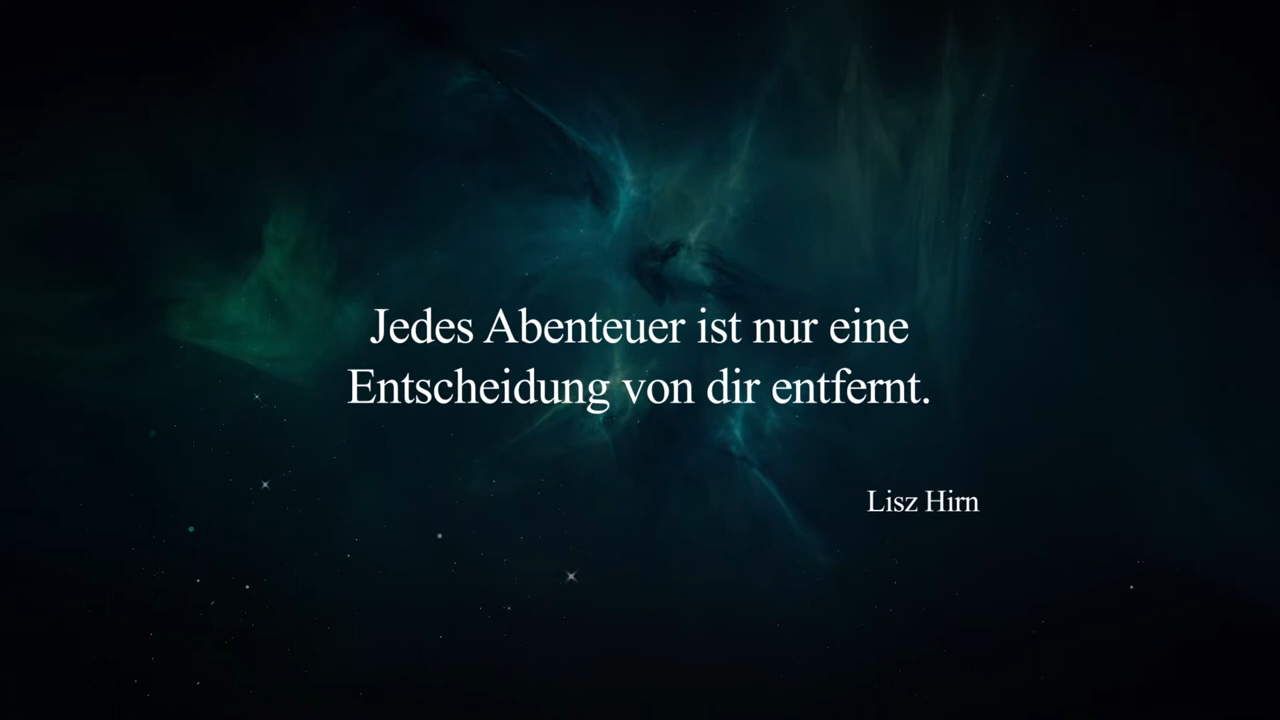 Jedes Abenteuer ist nur eine
Entscheidung von dir entfernt.
Lisz Hirn